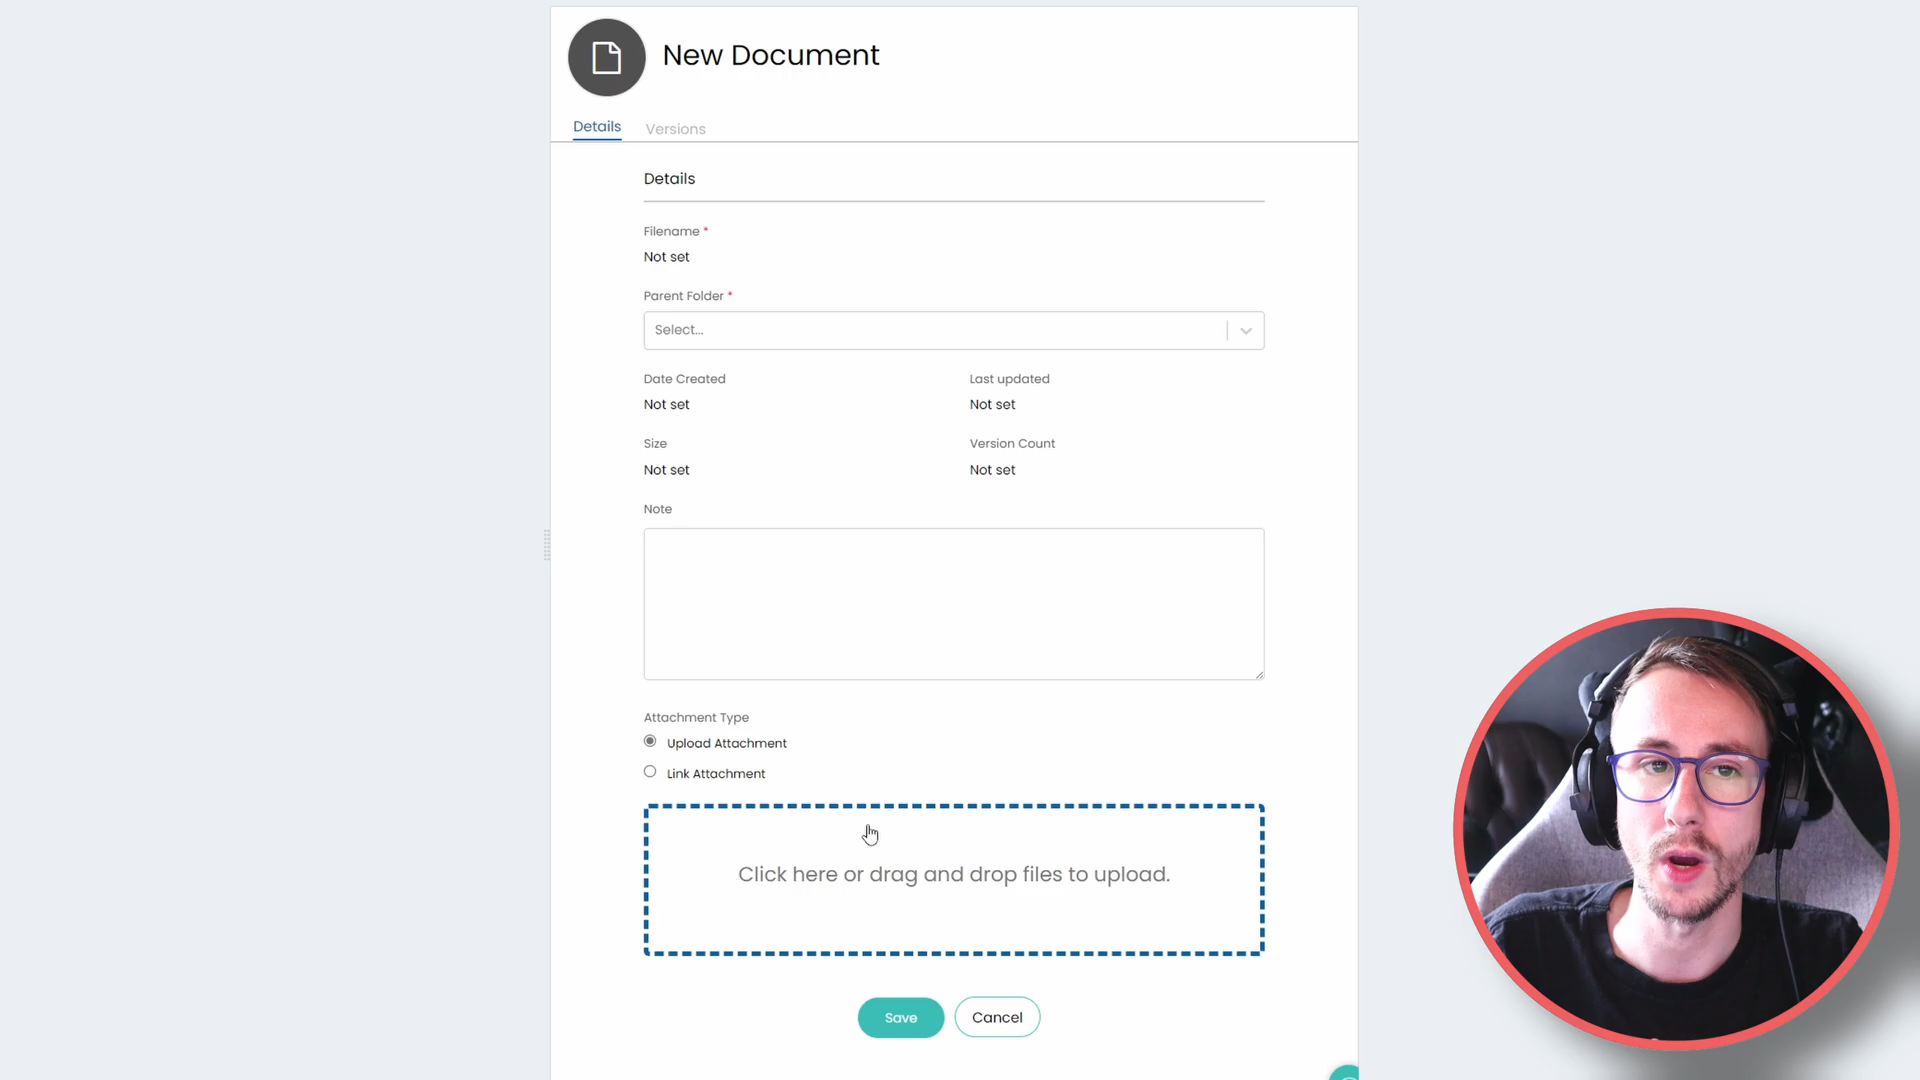 New Document
Details Versions
Details
Filename *
Not set
Parent Folder *
Select...
Date Created Last updated
Not set Not set
Size Version Count
Not set Not set
Note
Attachment Type
Upload Attachment
Link Attachment
Click here or drag and drop files to upload.
Save Cancel